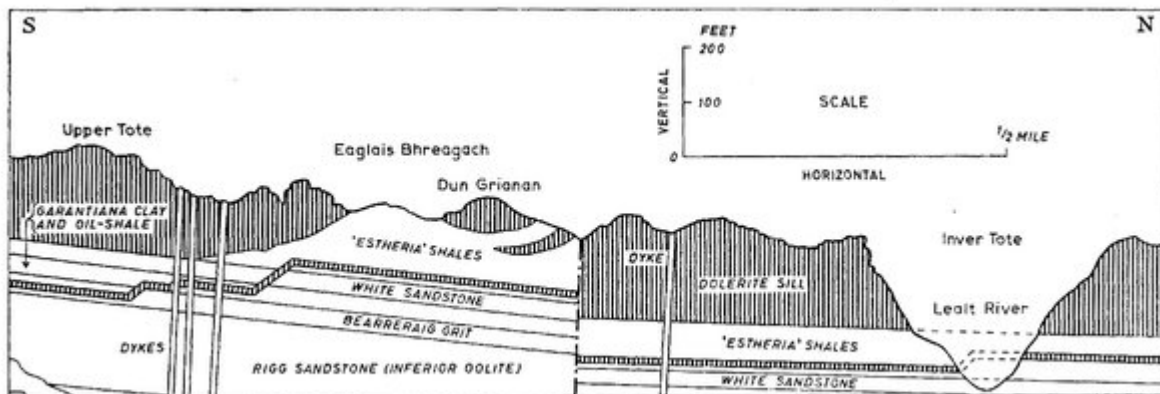 S
N
FEET
200
VERTICAL
100
SCALE
0
1/2 MILE
HORIZONTAL
Upper Tote
Eaglais Bhreagach
Dun Grianan
Inver Tote
GARANTIANA CLAY
AND OIL-SHALE
'ESTHERIA' SHALES
DYKE
DOLERITE SILL
Lealt River
WHITE SANDSTONE
BEARRERAIG GRIT
'ESTHERIA' SHALES
DYKES
RIGG SANDSTONE (INFERIOR OOLITE)
WHITE SANDSTONE